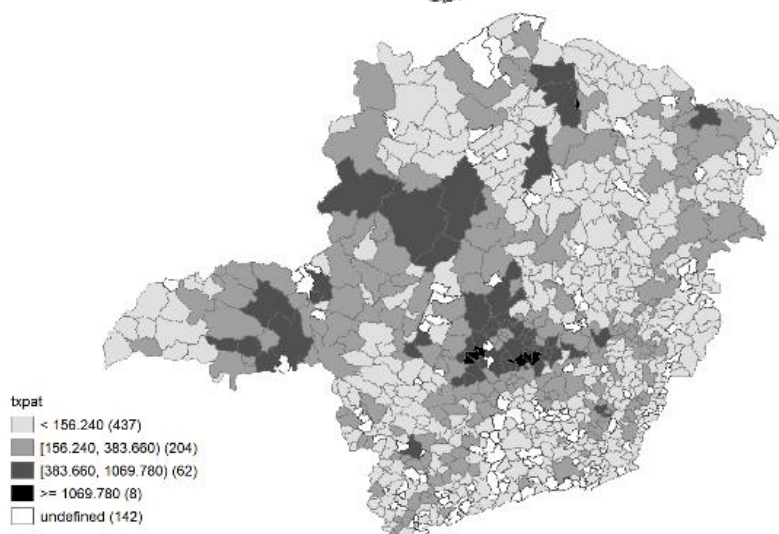 txpat
< 156.240 (437)
[156.240, 383.660) (204)
[383.660, 1069.780) (62)
>= 1069.780 (8)
undefined (142)